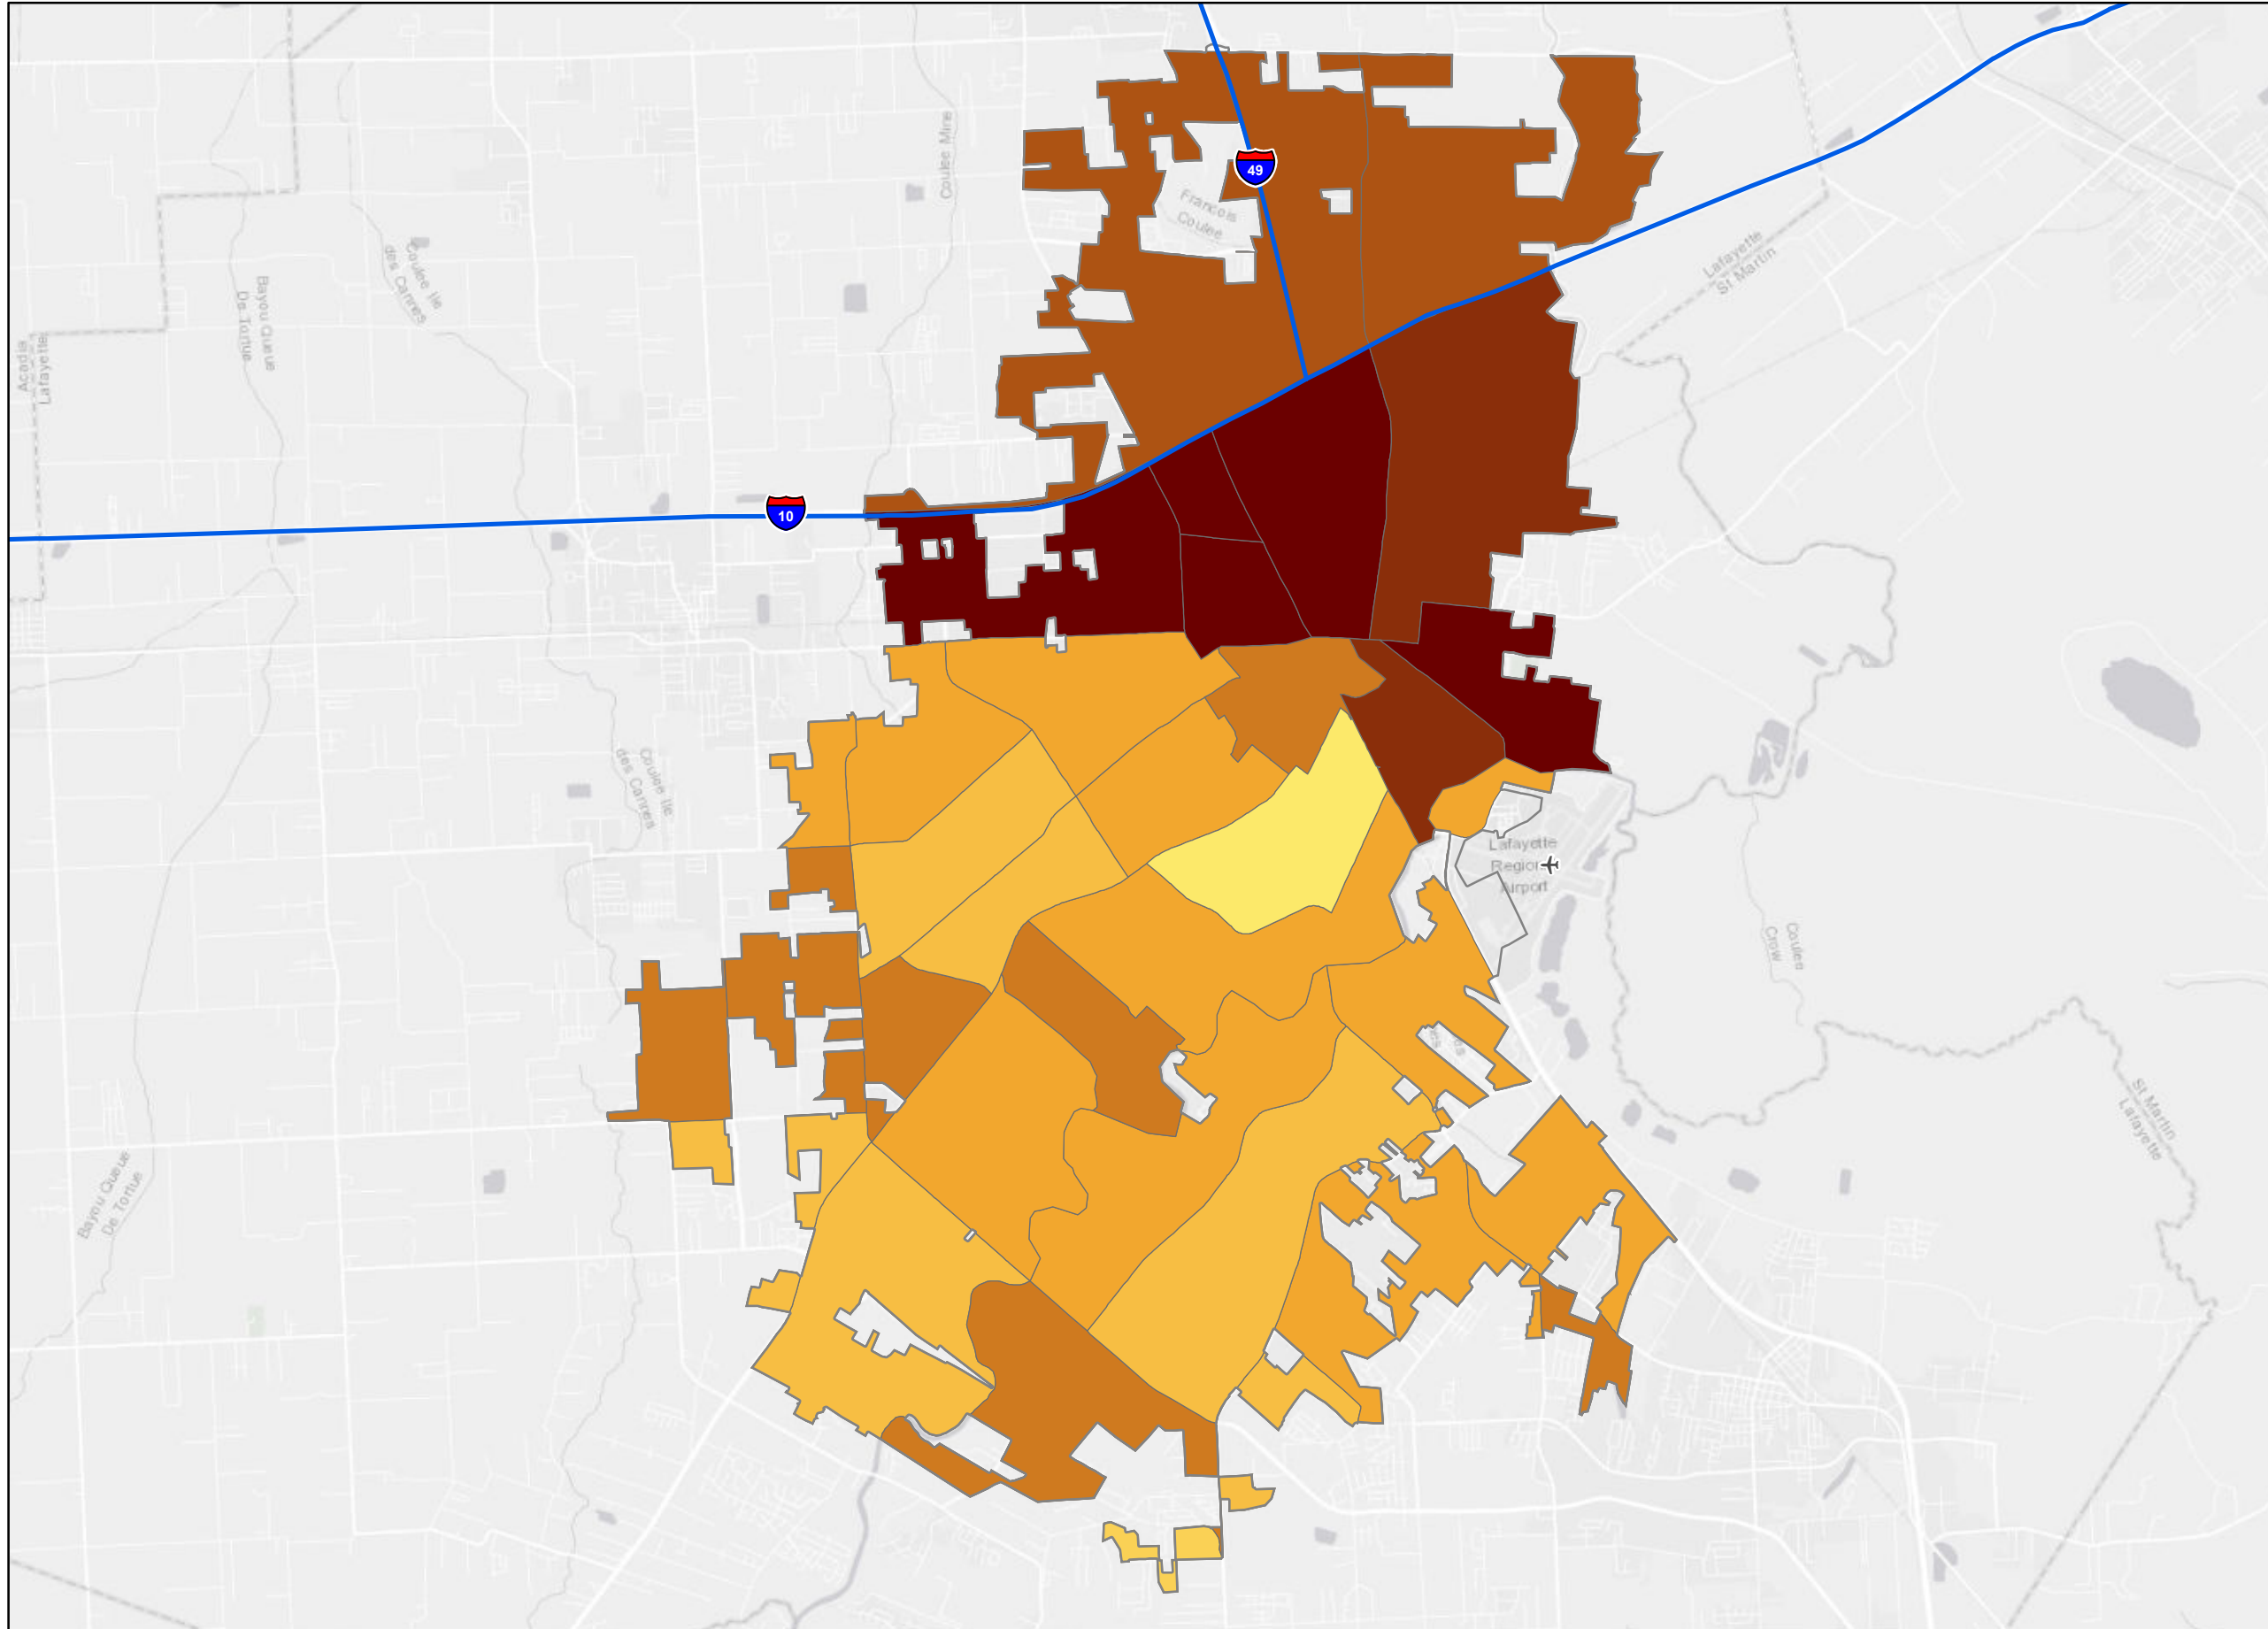 Coulee Mine
49
Francois
Coulee
Coulee Ile
des Cannes
Bayou Queue
De Tortue
Lafayette
St Martin
Acadia
Lafayette
10
Coulee Ile
des Cannes
Lafayette
Regional
Airport
Coulee
Crow
St Martin
Lafayette
Bayou Queue
De Tortue